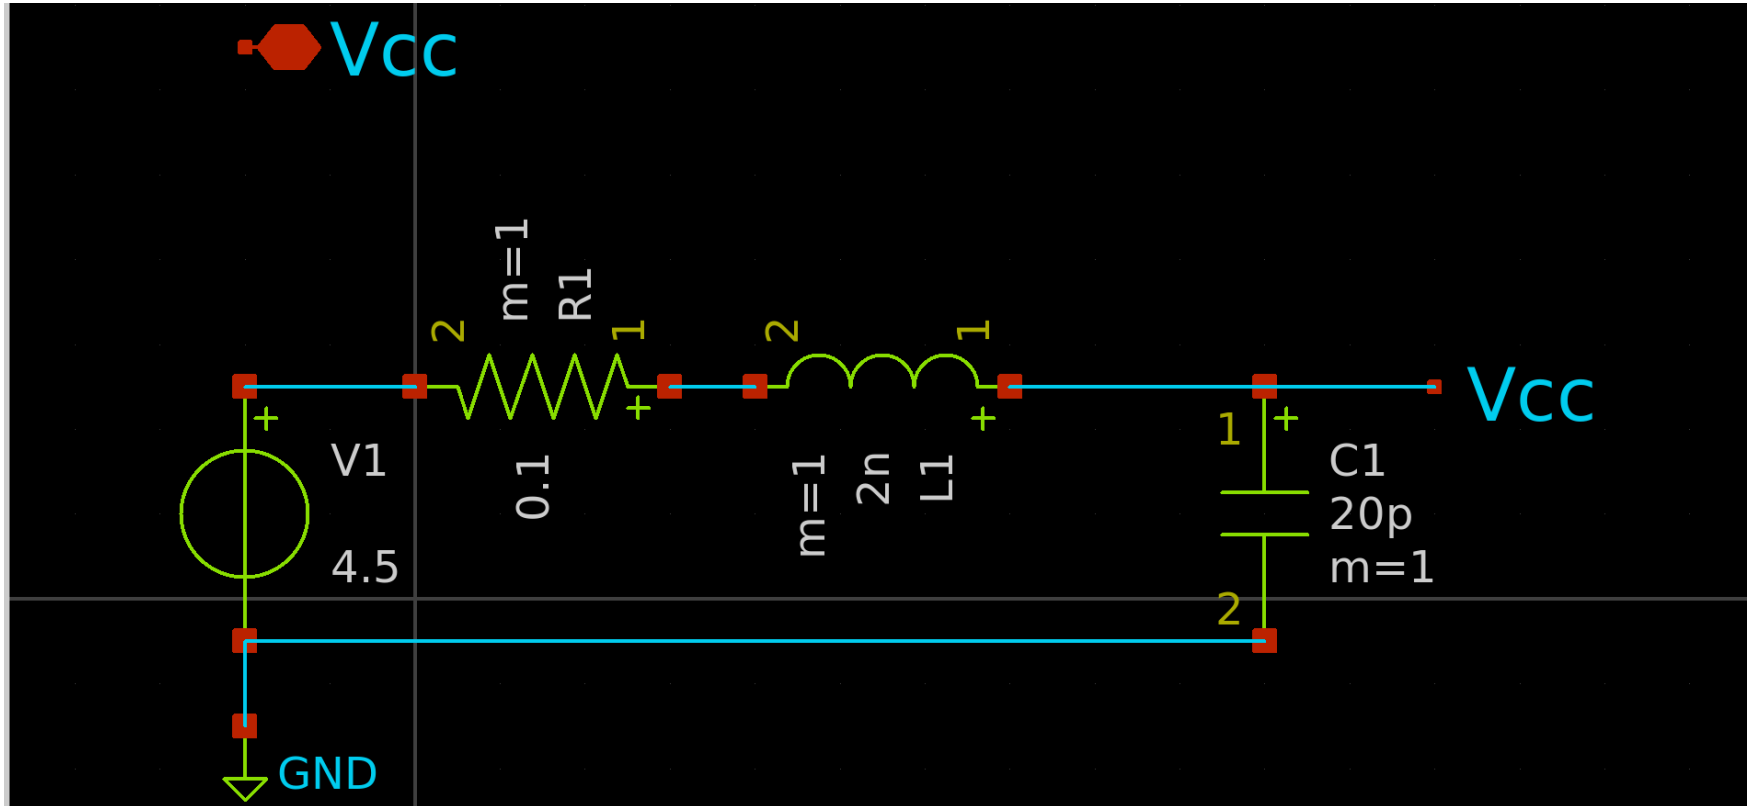 Vcc
m=1
R1
2
1
2
1
Vcc
+
+
+
+
1
V1
0.1
m=1
2n
L1
C1
20p
4.5
m=1
2
GND